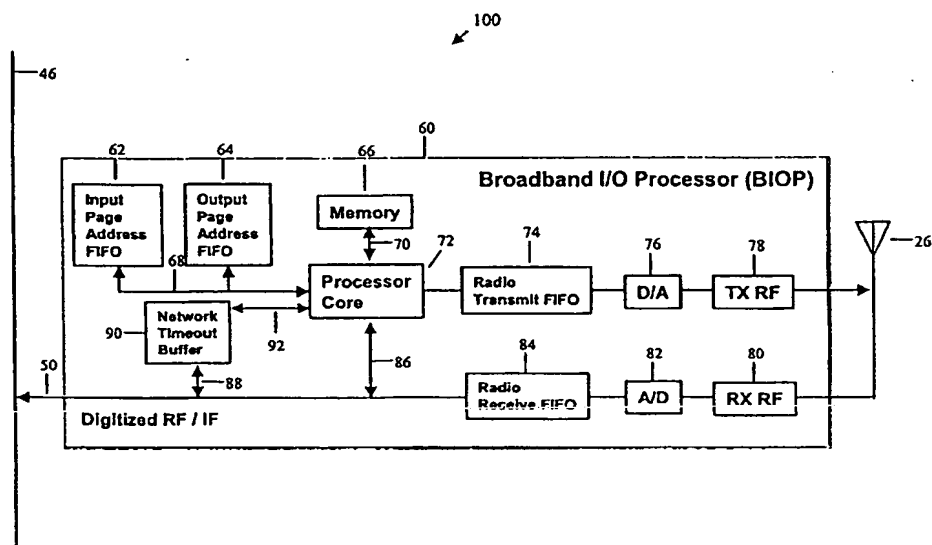 100
46
60
62
64
66
Broadband I/O Processor (BIOP)
Input
Page
Address
FIFO
Output
Page
Address
FIFO
Memory
26
68
70
72
74
76
78
Processor
Core
Radio
Transmit FIFO
D/A
TX RF
90
Network
Timeout
Buffer
92
86
84
82
80
50
88
Radio
Receive FIFO
A/D
RX RF
Digitized RF / IF